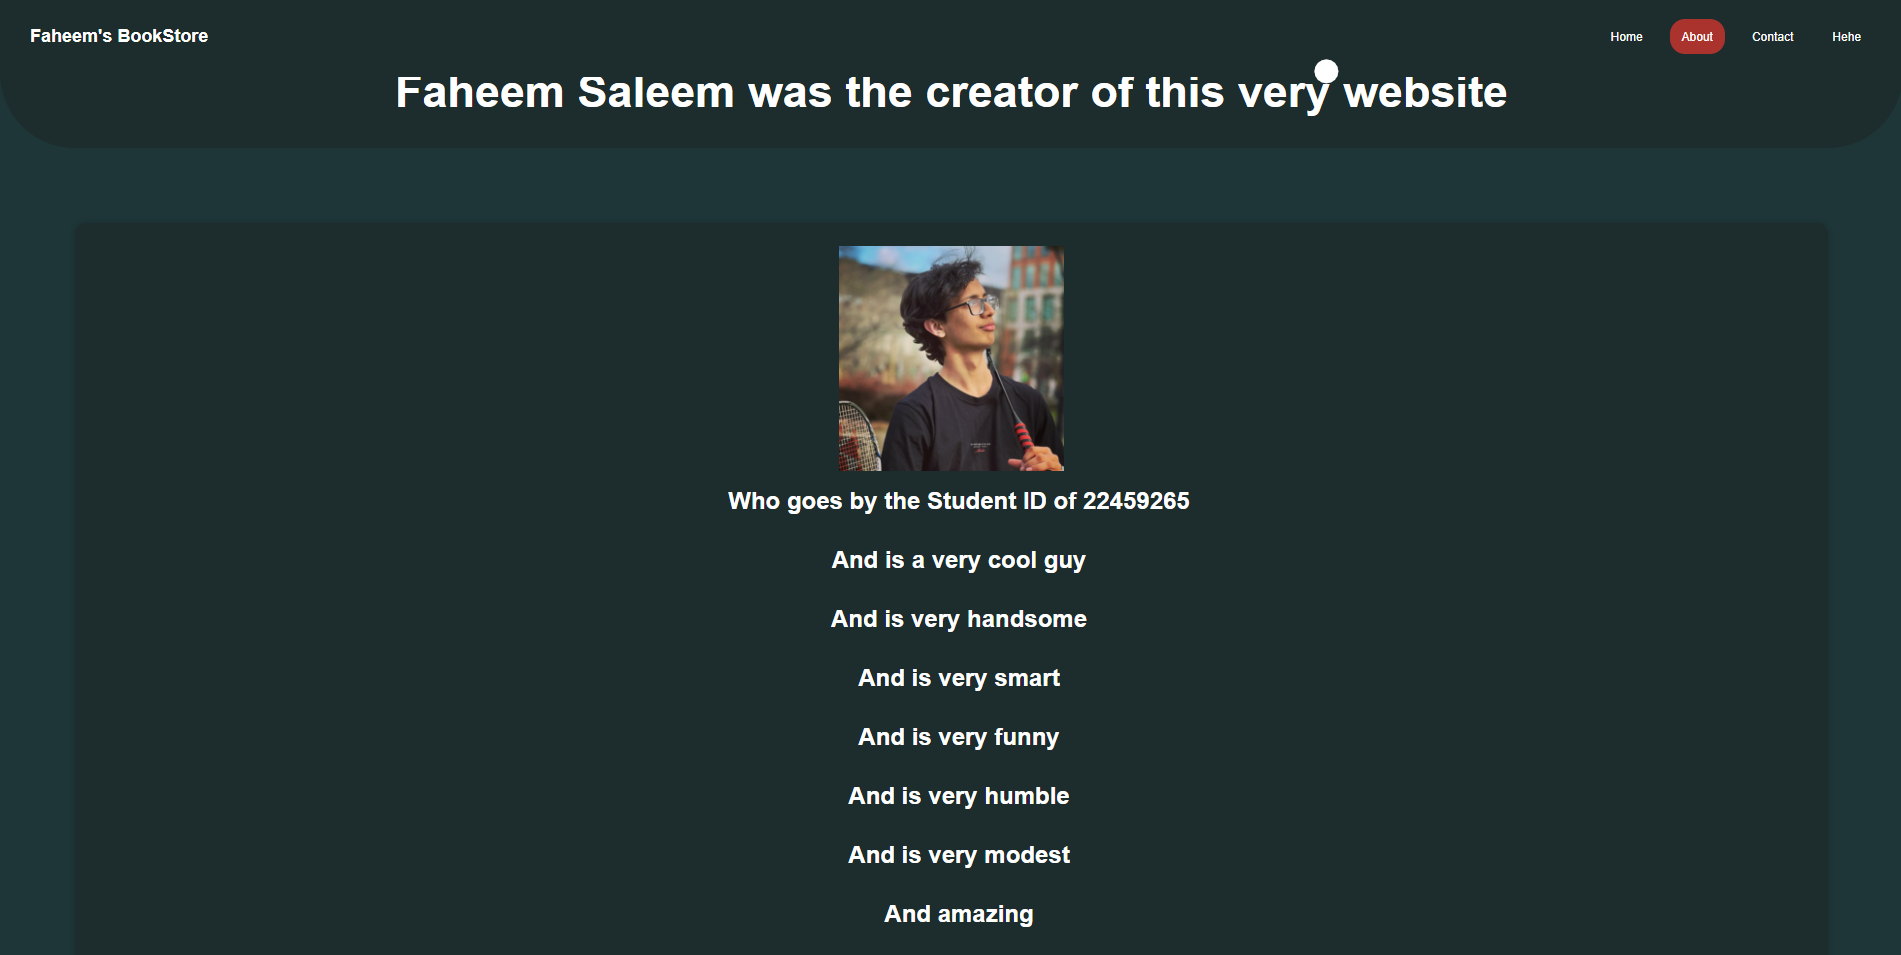 Faheem's BookStore
Home About Contact Hehe
Faheem Saleem was the creator of this very website
Who goes by the Student ID of 22459265
And is a very cool guy
And is very handsome
And is very smart
And is very funny
And is very humble
And is very modest
And amazing